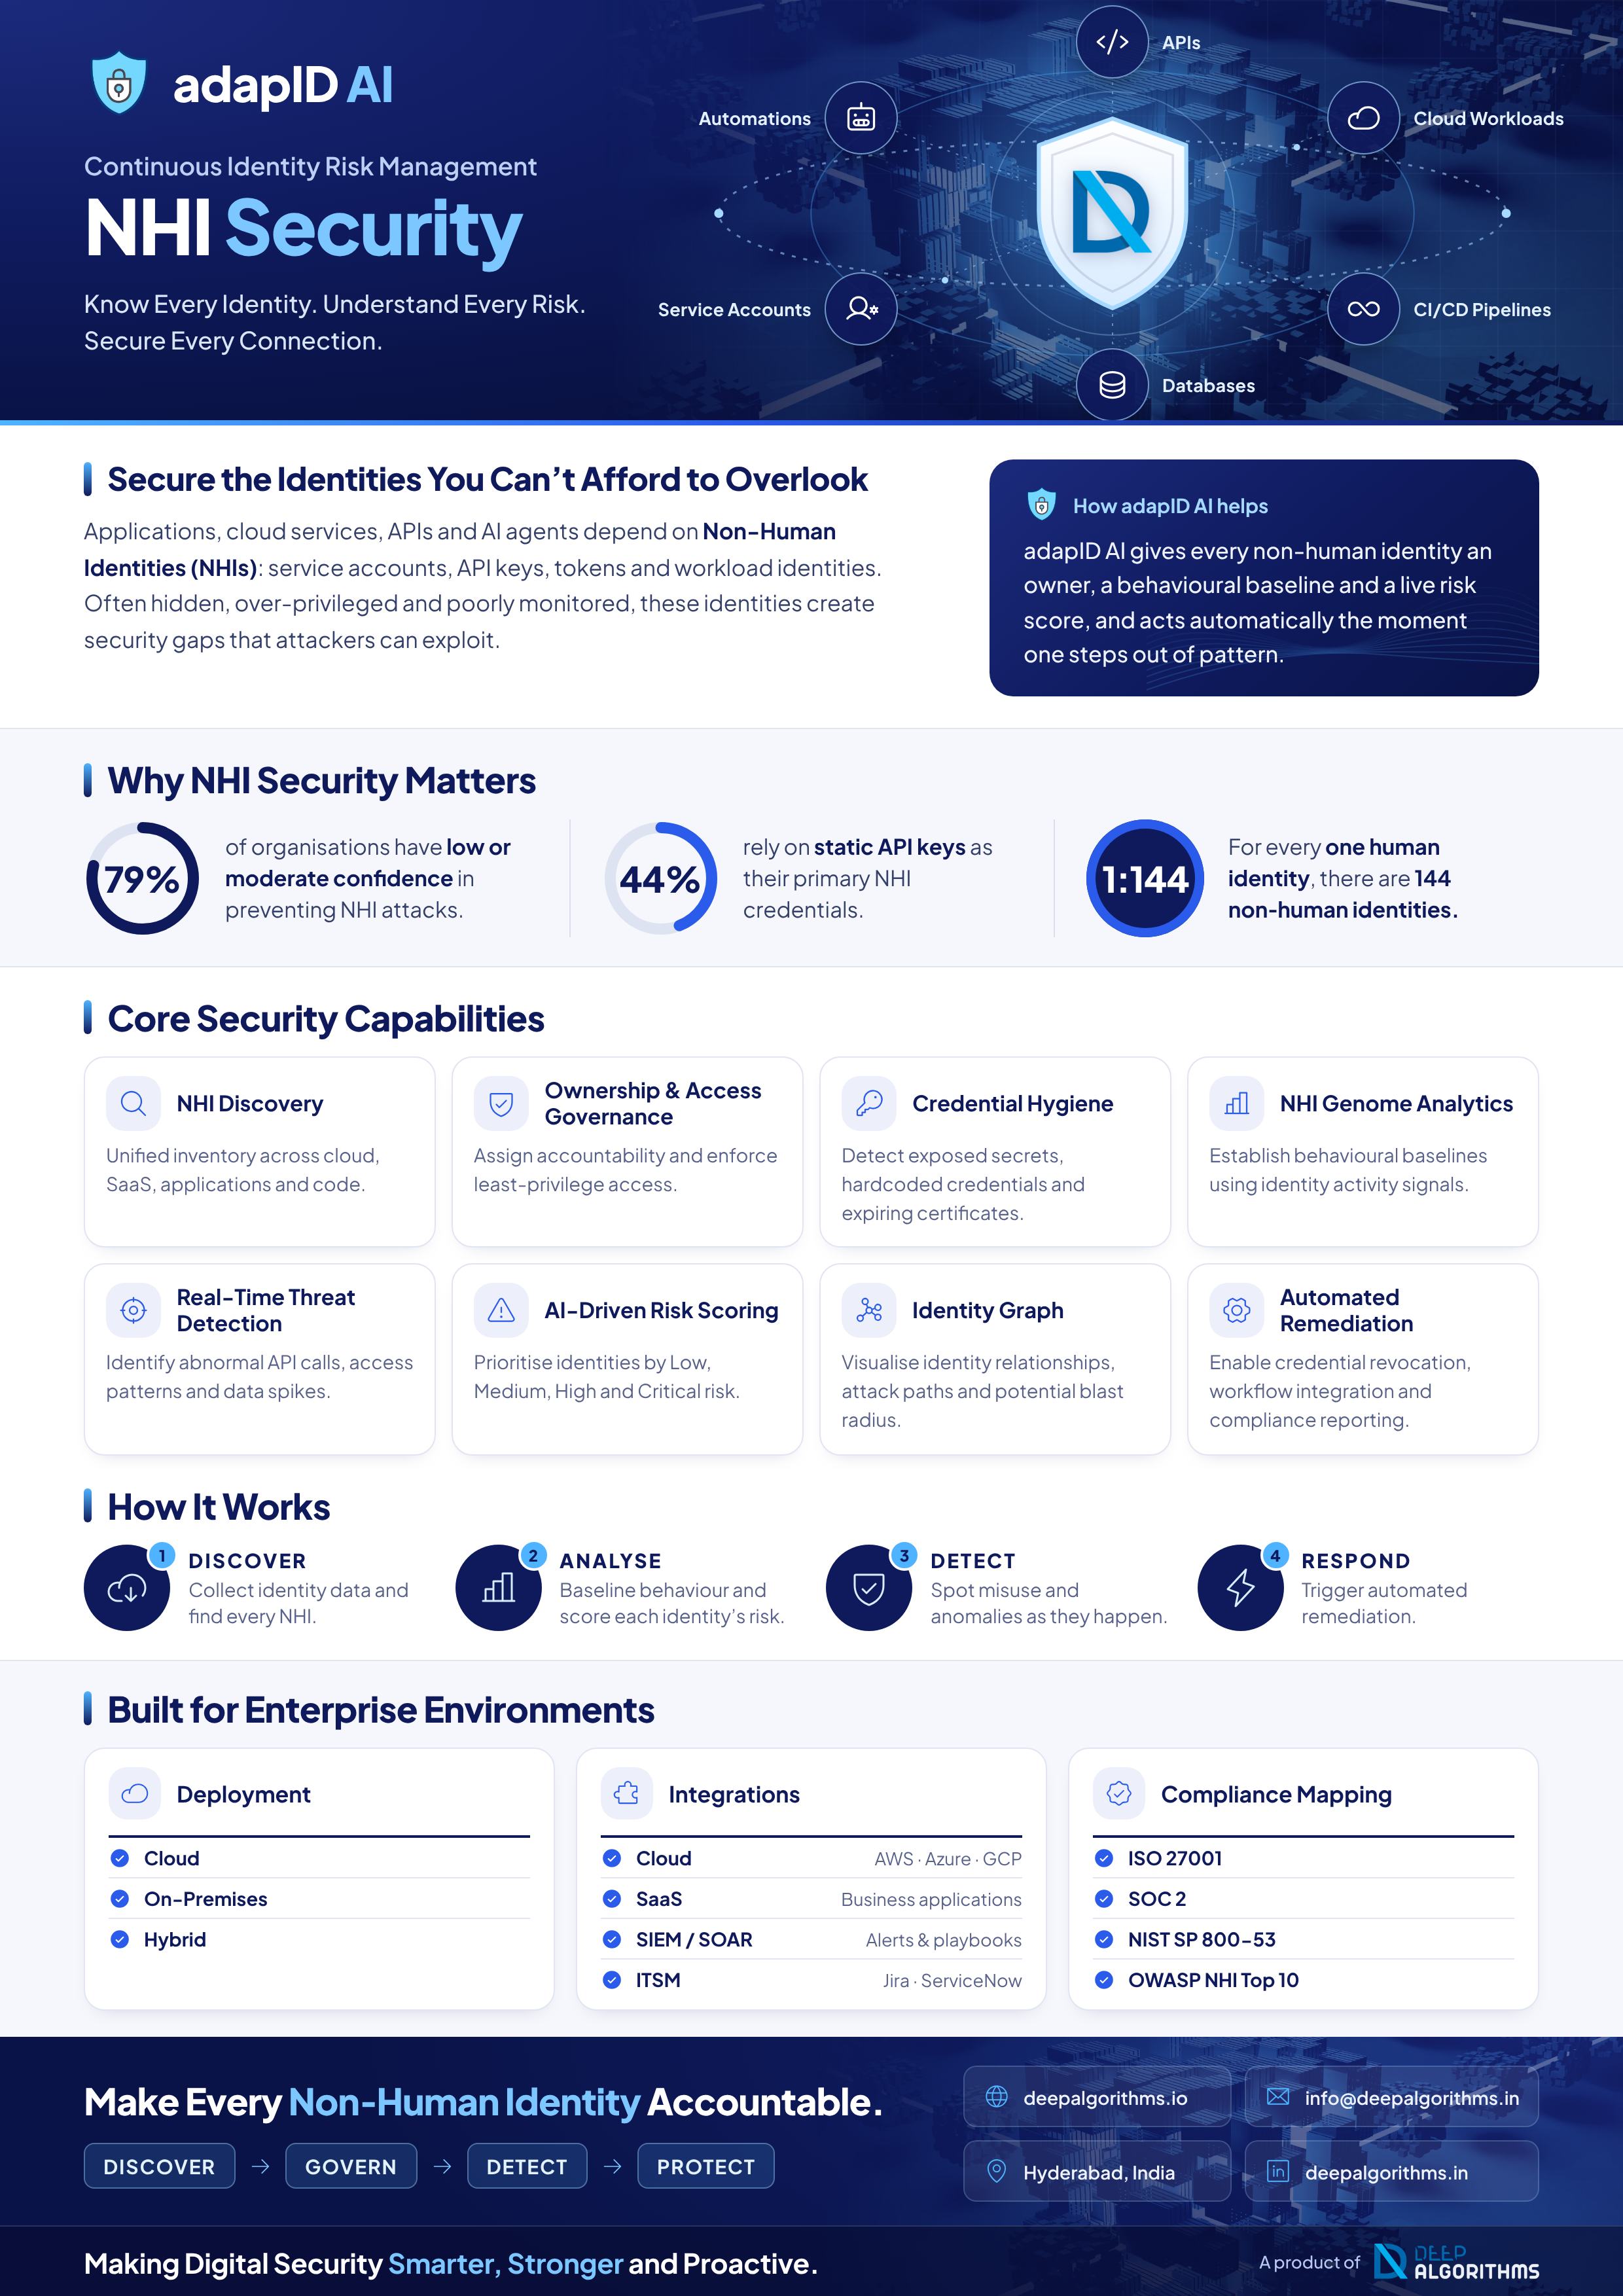 adapID AI
Continuous Identity Risk Management
NHI Security
Know Every Identity. Understand Every Risk.
Secure Every Connection.
APIs
Automations
Cloud Workloads
Service Accounts
CI/CD Pipelines
Databases
Secure the Identities You Can’t Afford to Overlook
Applications, cloud services, APIs and AI agents depend on Non-Human
Identities (NHIs): service accounts, API keys, tokens and workload identities.
Often hidden, over-privileged and poorly monitored, these identities create
security gaps that attackers can exploit.
How adapID AI helps
adapID AI gives every non-human identity an
owner, a behavioural baseline and a live risk
score, and acts automatically the moment
one steps out of pattern.
Why NHI Security Matters
79%
of organisations have low or
moderate confidence in
preventing NHI attacks.
44%
rely on static API keys as
their primary NHI
credentials.
1:144
For every one human
identity, there are 144
non-human identities.
Core Security Capabilities
NHI Discovery
Unified inventory across cloud,
SaaS, applications and code.
Ownership & Access
Governance
Assign accountability and enforce
least-privilege access.
Credential Hygiene
Detect exposed secrets,
hardcoded credentials and
expiring certificates.
NHI Genome Analytics
Establish behavioural baselines
using identity activity signals.
Real-Time Threat
Detection
Identify abnormal API calls, access
patterns and data spikes.
AI-Driven Risk Scoring
Prioritise identities by Low,
Medium, High and Critical risk.
Identity Graph
Visualise identity relationships,
attack paths and potential blast
radius.
Automated
Remediation
Enable credential revocation,
workflow integration and
compliance reporting.
How It Works
1
DISCOVER
Collect identity data and
find every NHI.
2
ANALYSE
Baseline behaviour and
score each identity’s risk.
3
DETECT
Spot misuse and
anomalies as they happen.
4
RESPOND
Trigger automated
remediation.
Built for Enterprise Environments
Deployment
Cloud
On-Premises
Hybrid
Integrations
Cloud AWS · Azure · GCP
SaaS Business applications
SIEM / SOAR Alerts & playbooks
ITSM Jira · ServiceNow
Compliance Mapping
ISO 27001
SOC 2
NIST SP 800-53
OWASP NHI Top 10
Make Every Non-Human Identity Accountable.
DISCOVER → GOVERN → DETECT → PROTECT
deepalgorithms.io
info@deepalgorithms.in
Hyderabad, India
deepalgorithms.in
Making Digital Security Smarter, Stronger and Proactive.
A product of
DEEP
ALGORITHMS